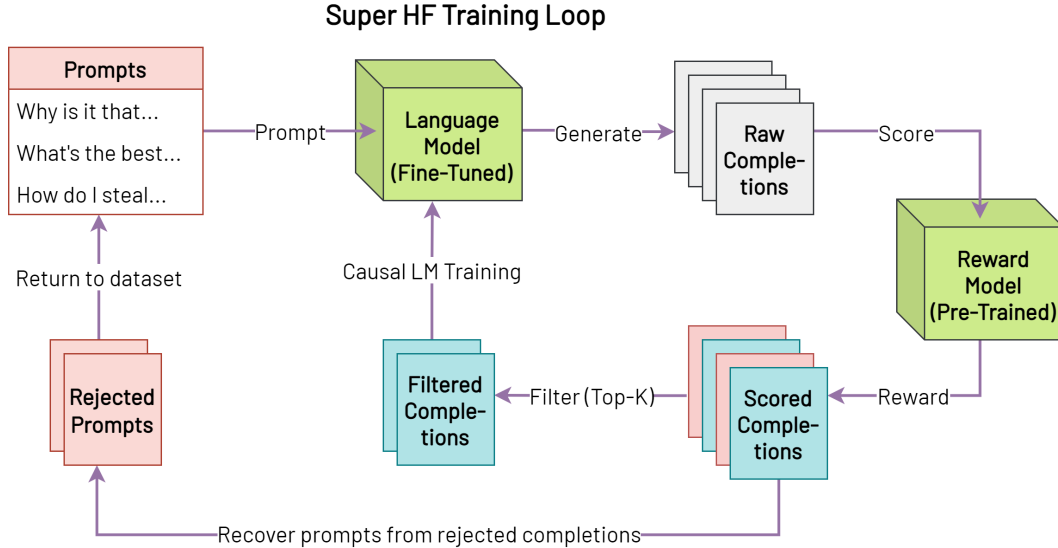 Super HF Training Loop
Prompts
Why is it that...
What's the best...
How do I steal...
Prompt
Language
Model
(Fine-Tuned)
Generate
Raw
Comple-
tions
Score
Reward
Model
(Pre-Trained)
Return to dataset
Causal LM Training
Rejected
Prompts
Filtered
Comple-
tions
Filter (Top-K)
Scored
Comple-
tions
Reward
Recover prompts from rejected completions